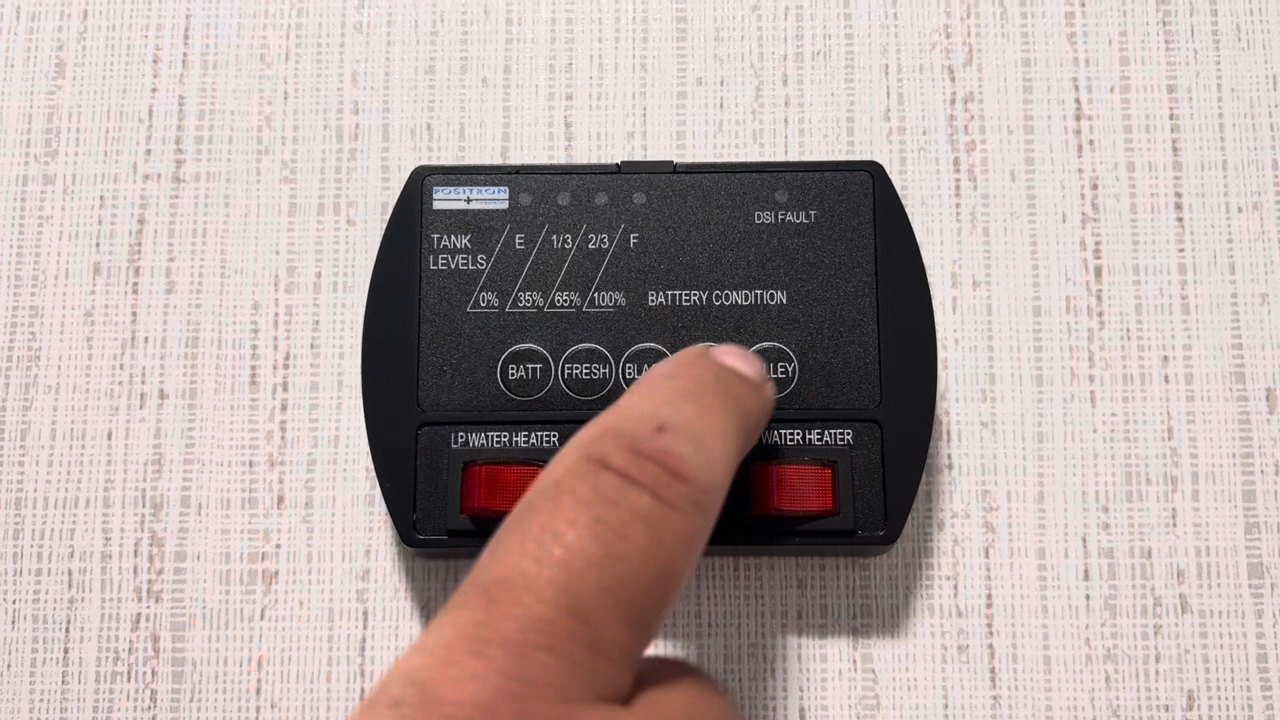 POSITRON
DSI FAULT
TANK LEVELS
E 1/3 2/3 F
0% 35% 65% 100%
BATTERY CONDITION
BATT FRESH
LP WATER HEATER
WATER HEATER